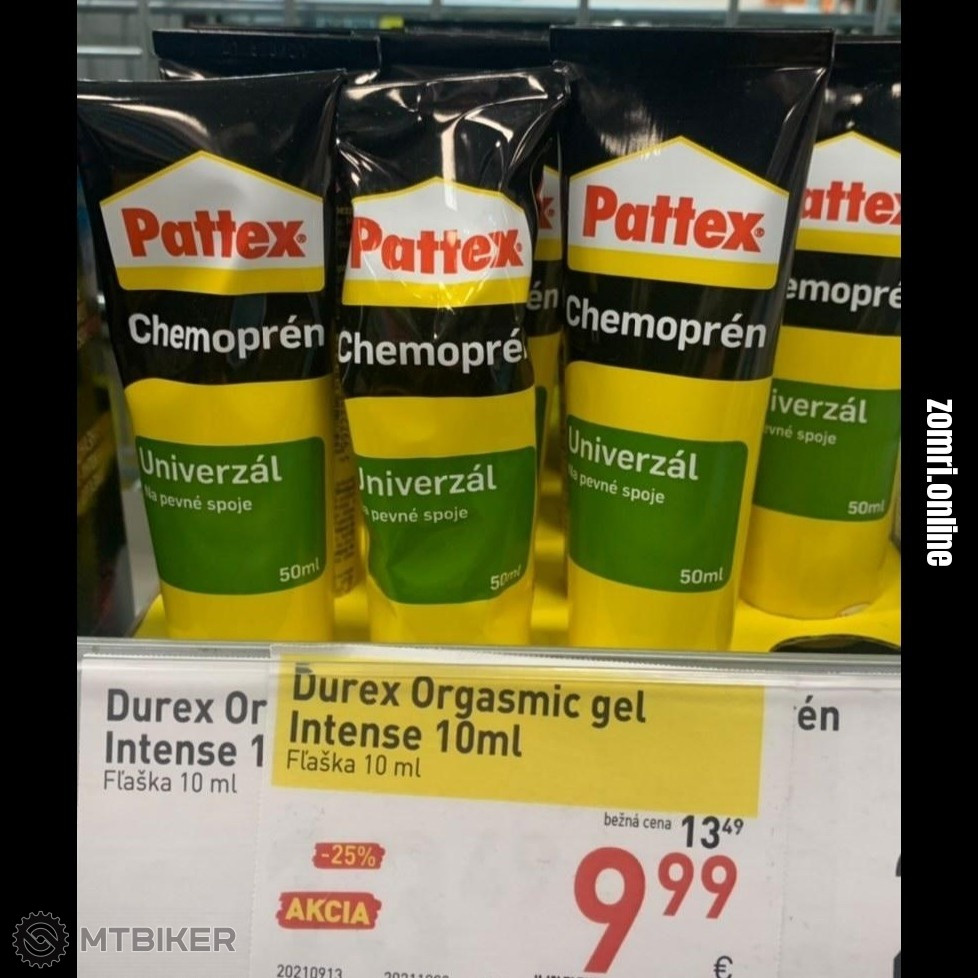 Pattex
Chemoprén
Univerzál
Na pevné spoje
50ml
Pattex
Chemopré
Univerzál
pevné spoje
50ml
én
Pattex
Chemoprén
Univerzál
Na pevné spoje
50ml
attex
emopré
iverzál
vné spoje
50ml
zomri.online
Durex Or
Intense 1
Fľaška 10 ml
Durex Orgasmic gel
Intense 10ml
Fľaška 10 ml
én
bežná cena 13 49
-25%
9 99
AKCIA
€
20210913
MTBIKER